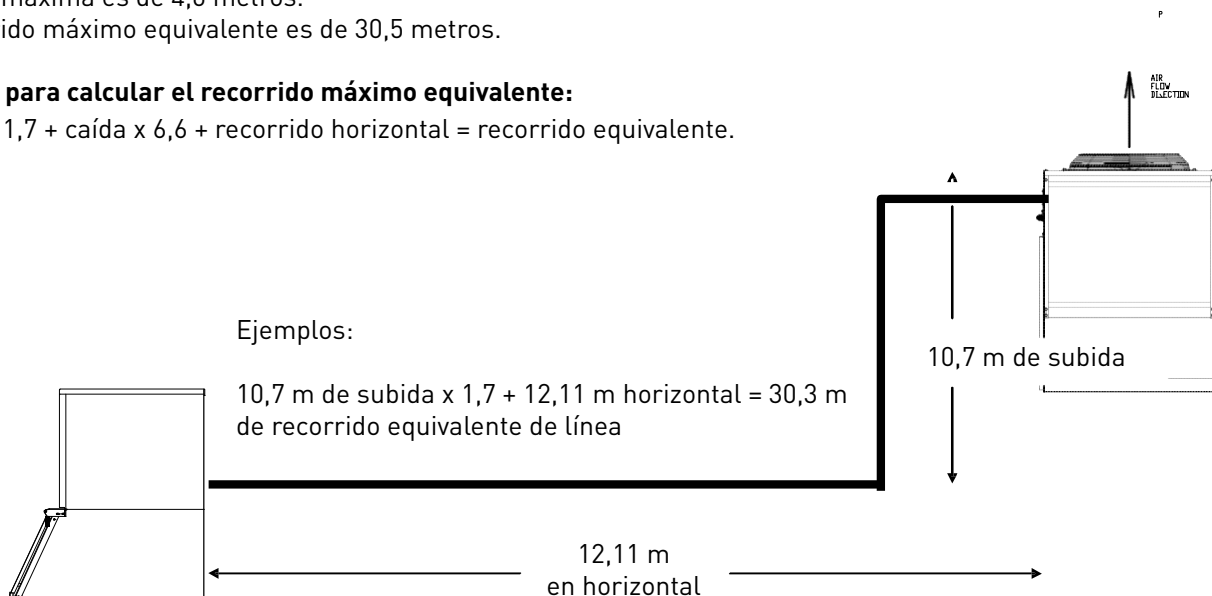 máxima es de 4,6 metros.
ido máximo equivalente es de 30,5 metros.
para calcular el recorrido máximo equivalente:
1,7 + caída x 6,6 + recorrido horizontal = recorrido equivalente.
P
AIR
FLOW
DIRECTION
Ejemplos:
10,7 m de subida x 1,7 + 12,11 m horizontal = 30,3 m
de recorrido equivalente de línea
10,7 m de subida
12,11 m
en horizontal